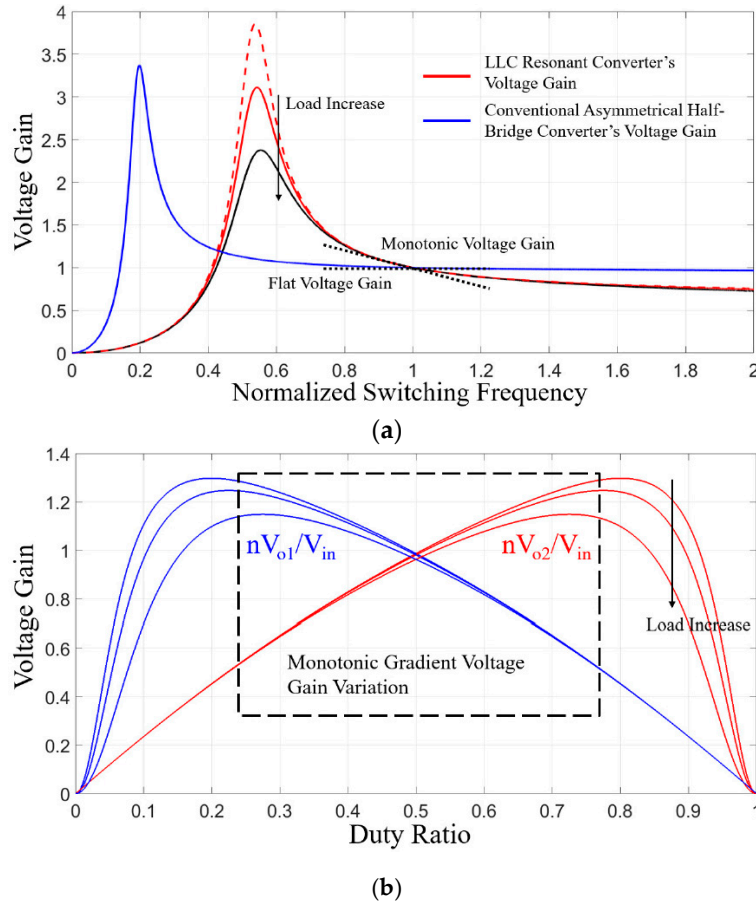 4
3.5
3
2.5
2
1.5
1
0.5
0
Voltage Gain
LLC Resonant Converter's
Voltage Gain
Conventional Asymmetrical Half-
Bridge Converter's Voltage Gain
Load Increase
Monotonic Voltage Gain
Flat Voltage Gain
0 0.2 0.4 0.6 0.8 1 1.2 1.4 1.6 1.8 2
Normalized Switching Frequency
(a)
1.4
1.2
1
0.8
0.6
0.4
0.2
0
Voltage Gain
nVo1/Vin
nVo2/Vin
Load Increase
Monotonic Gradient Voltage
Gain Variation
0 0.1 0.2 0.3 0.4 0.5 0.6 0.7 0.8 0.9 1
Duty Ratio
(b)